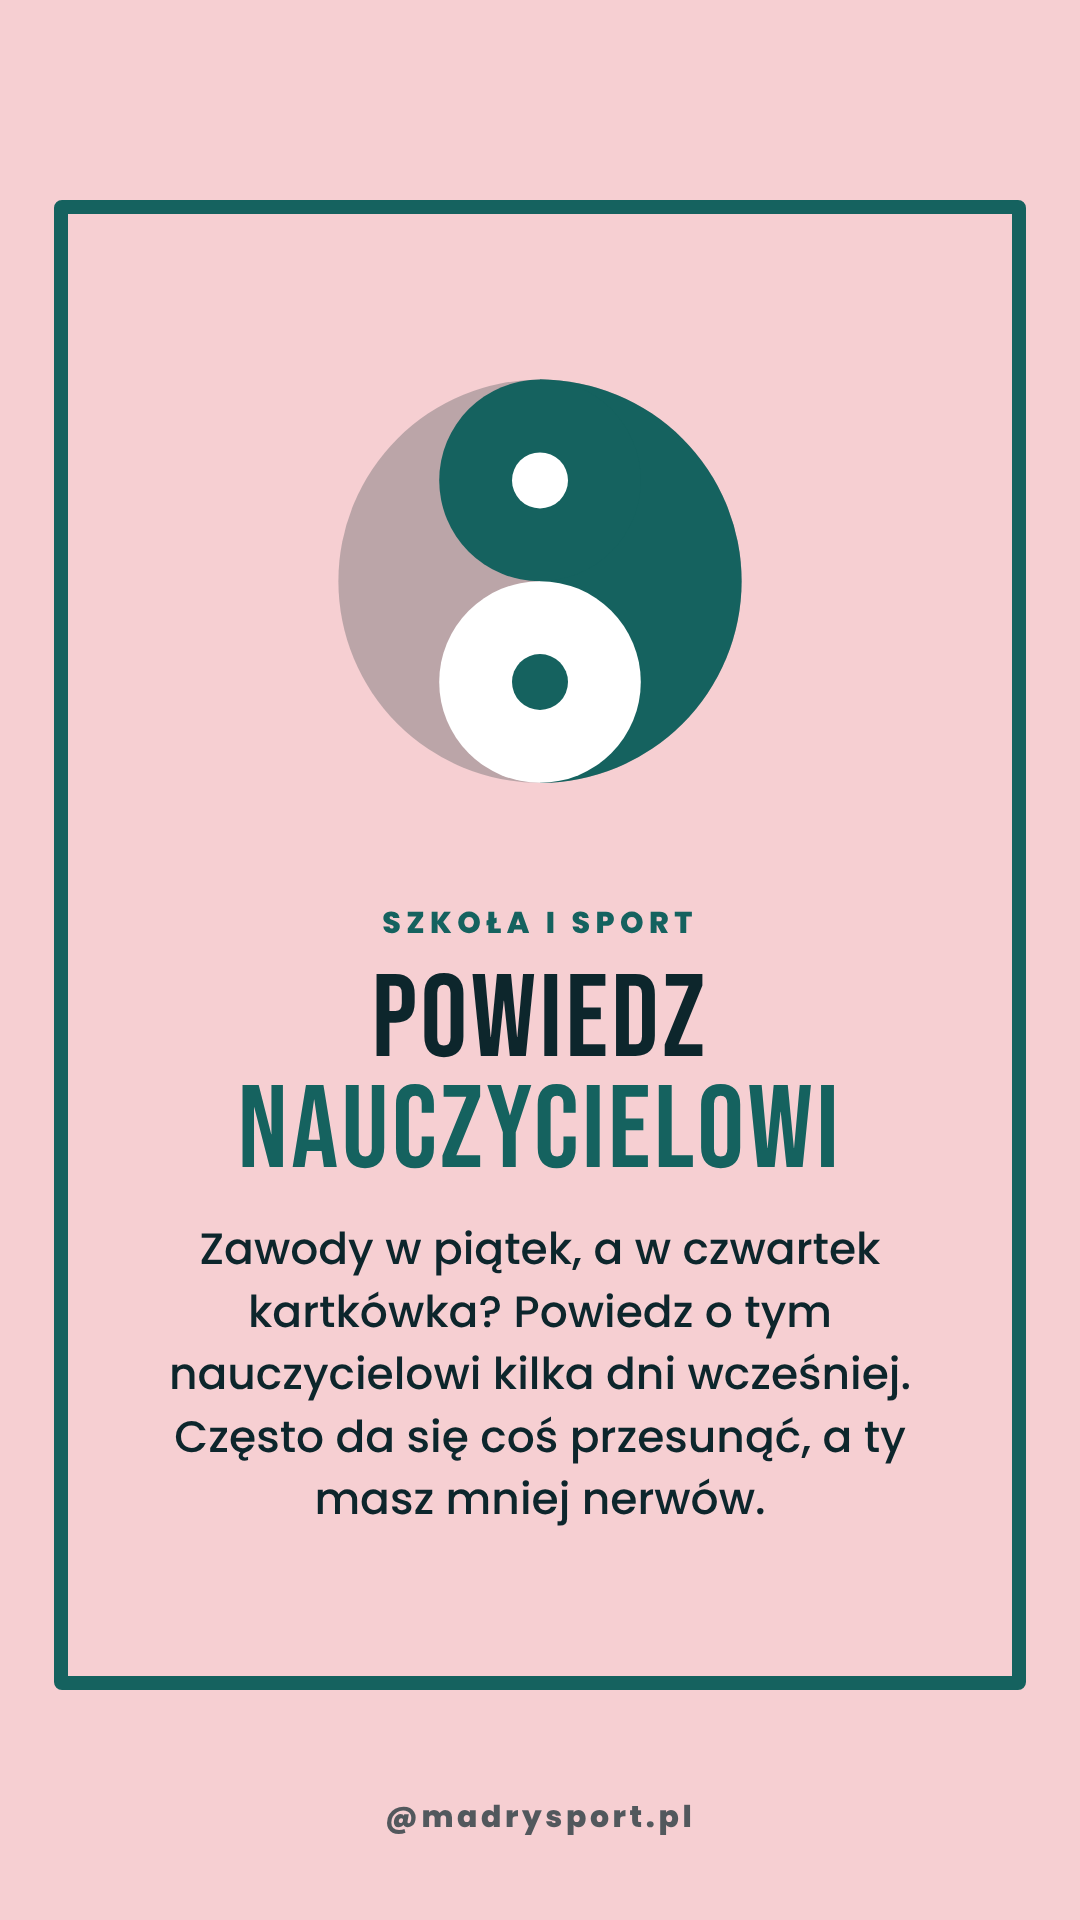 SZKOŁA I SPORT
POWIEDZ
NAUCZYCIELOWI
Zawody w piątek, a w czwartek
kartkówka? Powiedz o tym
nauczycielowi kilka dni wcześniej.
Często da się coś przesunąć, a ty
masz mniej nerwów.
@madrysport.pl